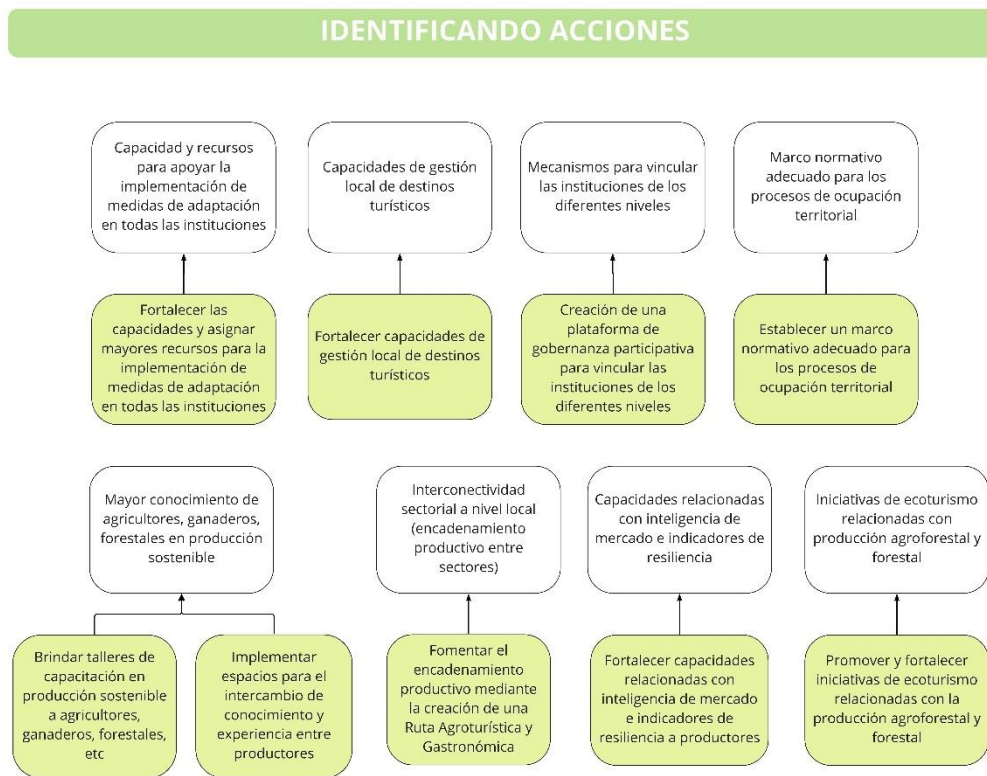 IDENTIFICANDO ACCIONES
Capacidad y recursos
para apoyar la
implementación de
medidas de adaptación
en todas las instituciones
Capacidades de gestión
local de destinos
turísticos
Mecanismos para vincular
las instituciones de los
diferentes niveles
Marco normativo
adecuado para los
procesos de ocupación
territorial
Fortalecer las
capacidades y asignar
mayores recursos para la
implementación de
medidas de adaptación
en todas las instituciones
Fortalecer capacidades de
gestión local de destinos
turísticos
Creación de una
plataforma de
gobernanza participativa
para vincular las
instituciones de los
diferentes niveles
Establecer un marco
normativo adecuado para
los procesos de
ocupación territorial
Mayor conocimiento de
agricultores, ganaderos,
forestales en producción
sostenible
Interconectividad
sectorial a nivel local
(encadenamiento
productivo entre
sectores)
Capacidades relacionadas
con inteligencia de
mercado e indicadores de
resiliencia
Iniciativas de ecoturismo
relacionadas con
producción agroforestal y
forestal
Brindar talleres de
capacitación en
producción sostenible
a agricultores,
ganaderos, forestales,
etc
Implementar
espacios para el
intercambio de
conocimiento y
experiencia entre
productores
Fomentar el
encadenamiento
productivo mediante
la creación de una
Ruta Agroturística y
Gastronómica
Fortalecer capacidades
relacionadas con
inteligencia de mercado
e indicadores de
resiliencia a productores
Promover y fortalecer
iniciativas de ecoturismo
relacionadas con la
producción agroforestal y
forestal